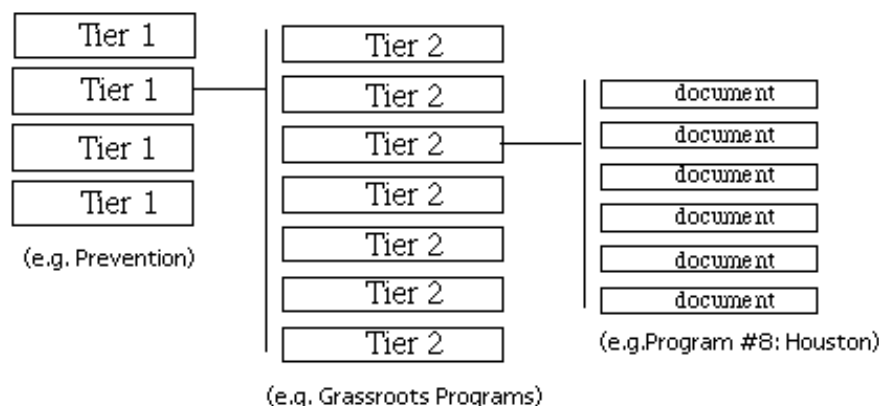 Tier 1
Tier 1
Tier 1
Tier 1
(e.g. Prevention)
Tier 2
Tier 2
Tier 2
Tier 2
Tier 2
Tier 2
Tier 2
(e.g. Grassroots Programs)
document
document
document
document
document
document
(e.g.Program #8: Houston)